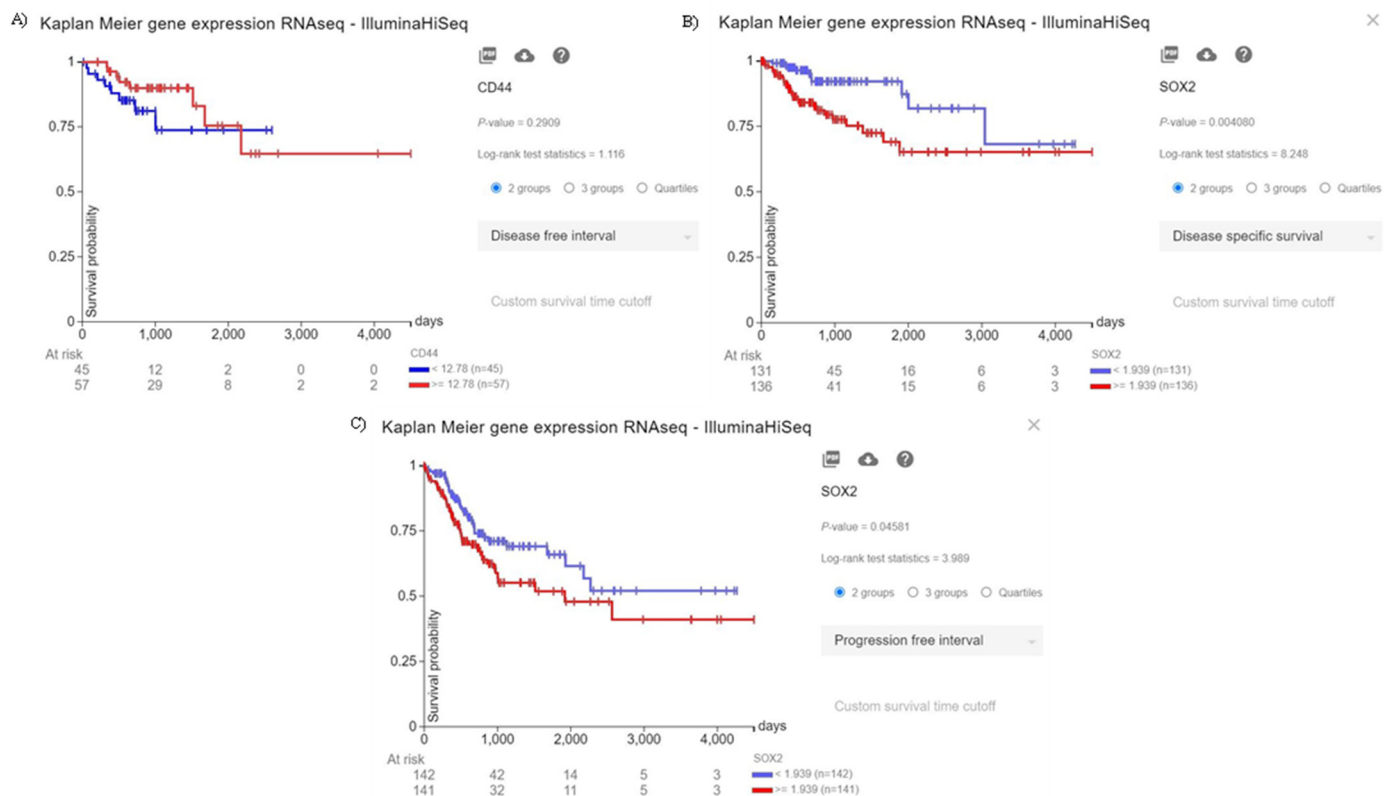 A) Kaplan Meier gene expression RNAseq - IlluminaHiSeq
PDF
CD44
P-value = 0.2909
Log-rank test statistics = 1.116
2 groups 3 groups Quartiles
Disease free interval
Custom survival time cutoff
1
0.75
0.5
0.25
0
Survival probability
0 1,000 2,000 3,000 4,000 days
At risk
CD44
45 12 2 0 0 < 12.78 (n=45)
57 29 8 2 2 >= 12.78 (n=57)
B) Kaplan Meier gene expression RNAseq - IlluminaHiSeq
PDF
SOX2
P-value = 0.004080
Log-rank test statistics = 8.248
2 groups 3 groups Quartiles
Disease specific survival
Custom survival time cutoff
1
0.75
0.5
0.25
0
Survival probability
0 1,000 2,000 3,000 4,000 days
At risk
SOX2
131 45 16 6 3 < 1.939 (n=131)
136 41 15 6 3 >= 1.939 (n=136)
C) Kaplan Meier gene expression RNAseq - IlluminaHiSeq
PDF
SOX2
P-value = 0.04581
Log-rank test statistics = 3.989
2 groups 3 groups Quartiles
Progression free interval
Custom survival time cutoff
1
0.75
0.5
0.25
0
Survival probability
0 1,000 2,000 3,000 4,000 days
At risk
SOX2
142 42 14 5 3 < 1.939 (n=142)
141 32 11 5 3 >= 1.939 (n=141)